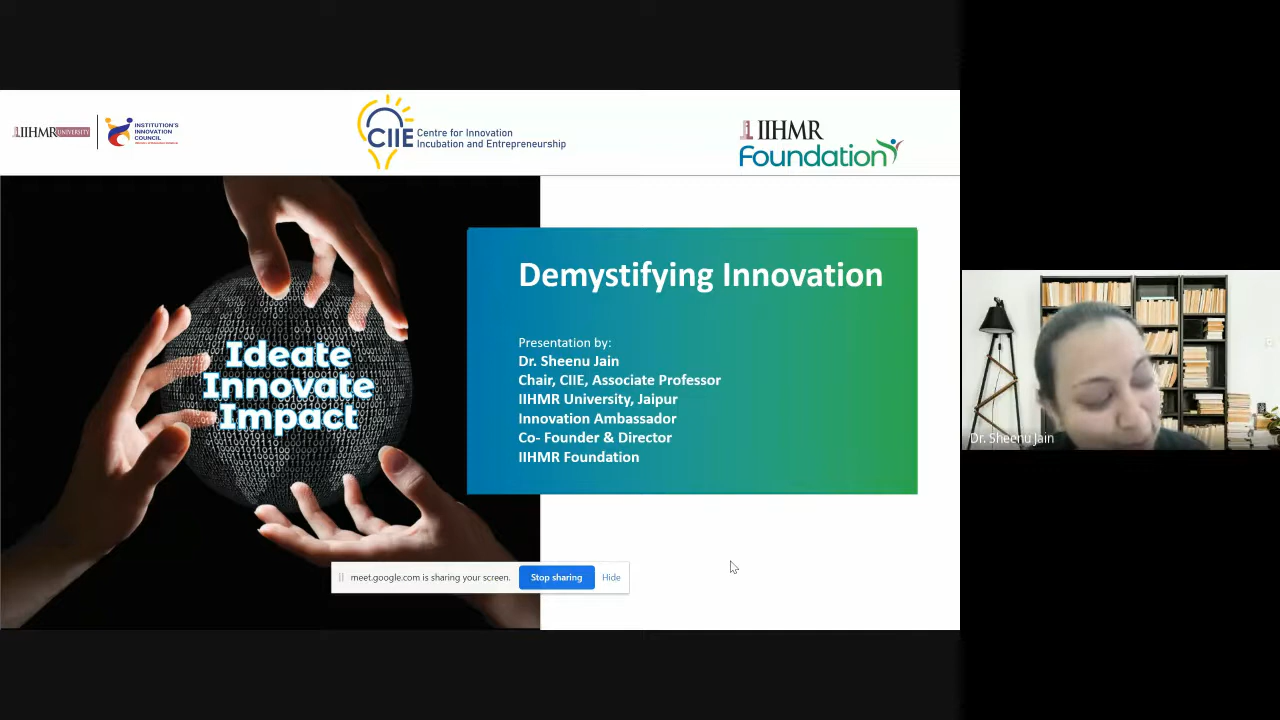 IIHMR UNIVERSITY
INSTITUTION'S
INNOVATION
COUNCIL
CIIE
Centre for Innovation
Incubation and Entrepreneurship
IIHMR
Foundation
Ideate
Innovate
Impact
Demystifying Innovation
Presentation by:
Dr. Sheenu Jain
Chair, CIIE, Associate Professor
IIHMR University, Jaipur
Innovation Ambassador
Co- Founder & Director
IIHMR Foundation
meet.google.com is sharing your screen.
Stop sharing
Hide
Dr. Sheenu Jain